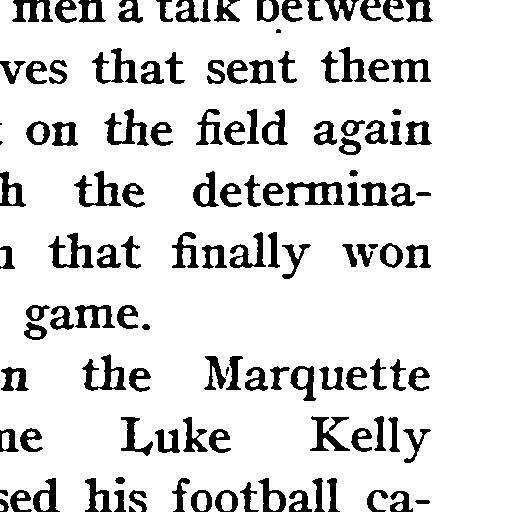 men a talk between
ves that sent them
on the field again
h the determina-
n that finally won
game.
n the Marquette
ne Luke Kelly
sed his football ca-